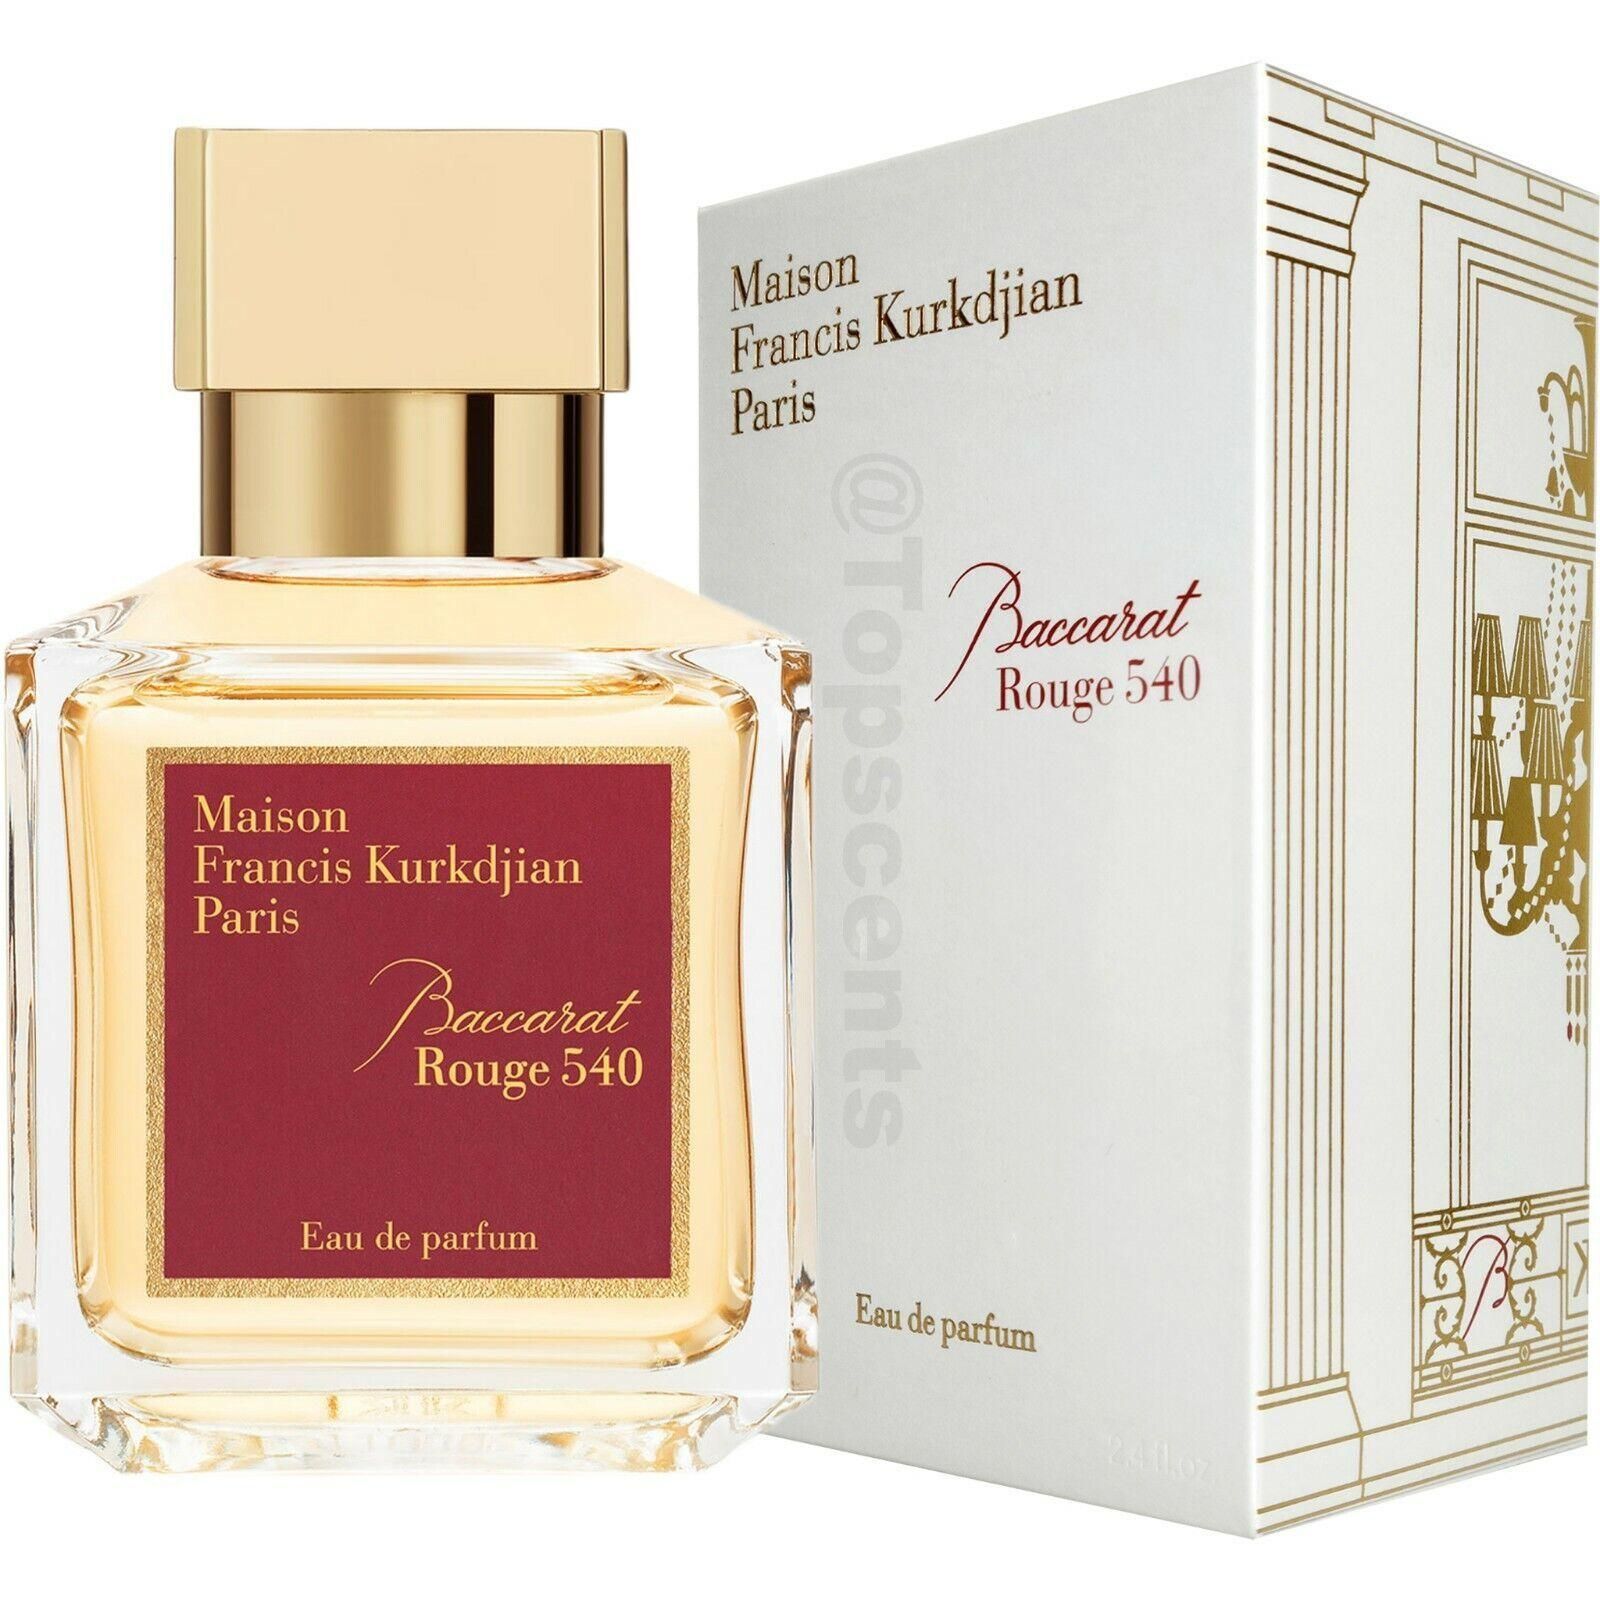 Maison
Francis Kurkdjian
Paris
Baccarat
Rouge 540
Eau de parfum
Maison
Francis Kurkdjian
Paris
Baccarat
Rouge 540
Eau de parfum
2.4 fl.oz.
@Topscents
B
K